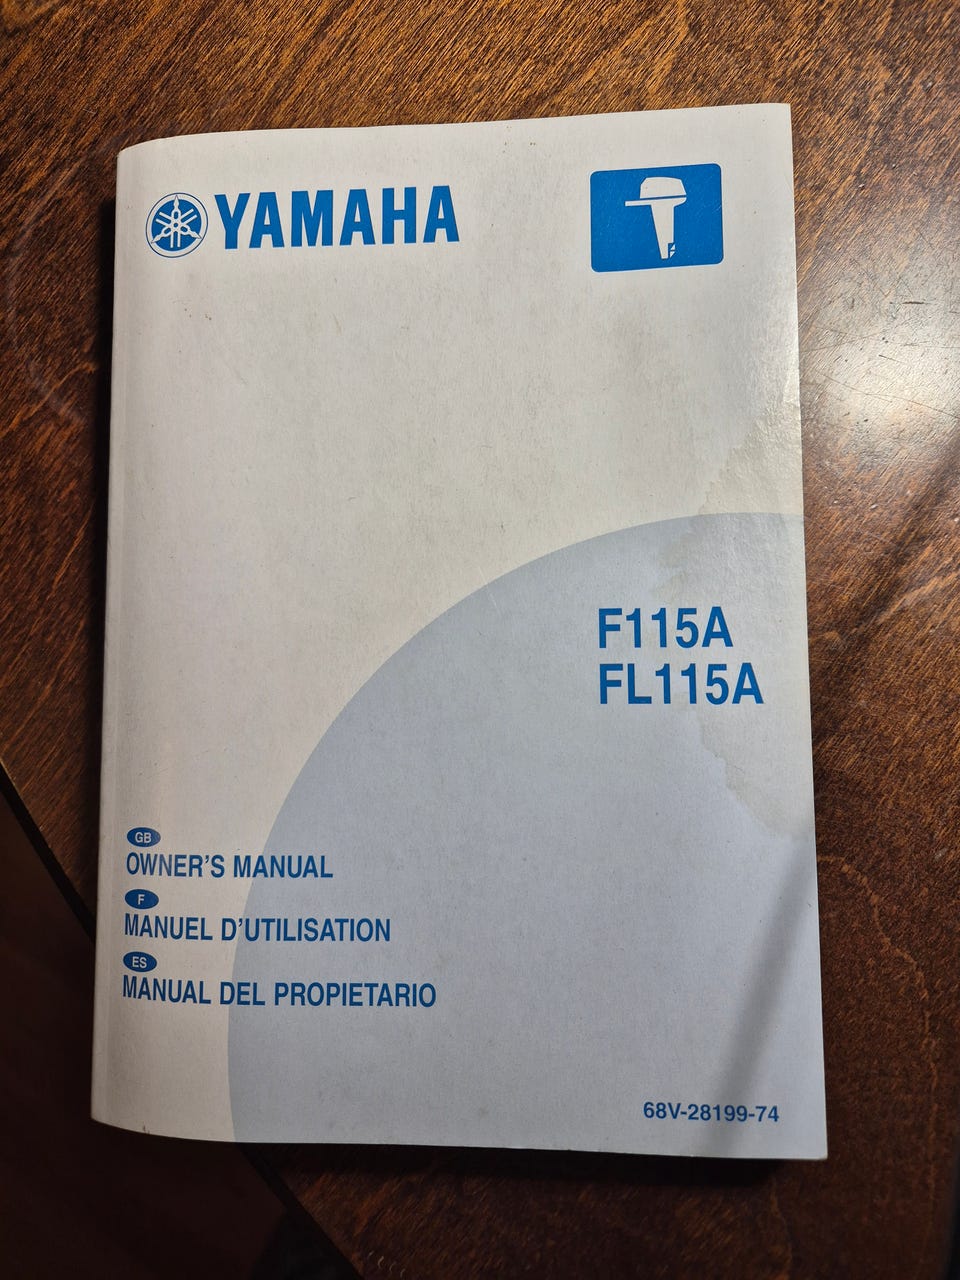 YAMAHA
F115A
FL115A
GB
OWNER'S MANUAL
F
MANUEL D'UTILISATION
ES
MANUAL DEL PROPIETARIO
68V-28199-74